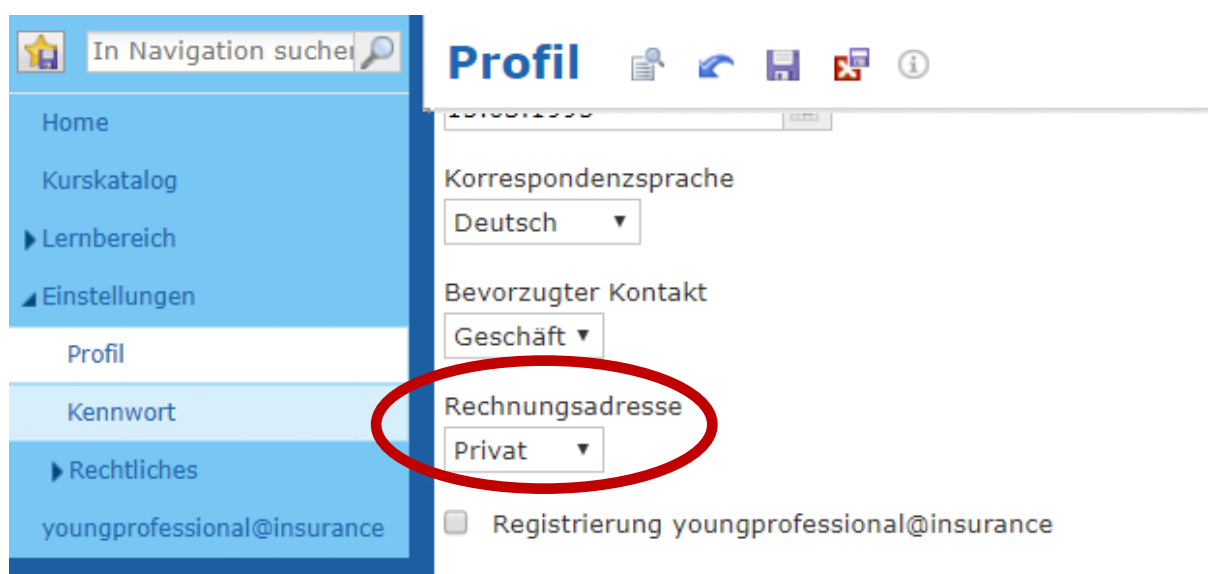 In Navigation sucher
Home
Kurskatalog
Lernbereich
Einstellungen
Profil
Kennwort
Rechtliches
youngprofessional@insurance
Profil
Korrespondenzsprache
Deutsch
Bevorzugter Kontakt
Geschäft
Rechnungsadresse
Privat
Registrierung youngprofessional@insurance